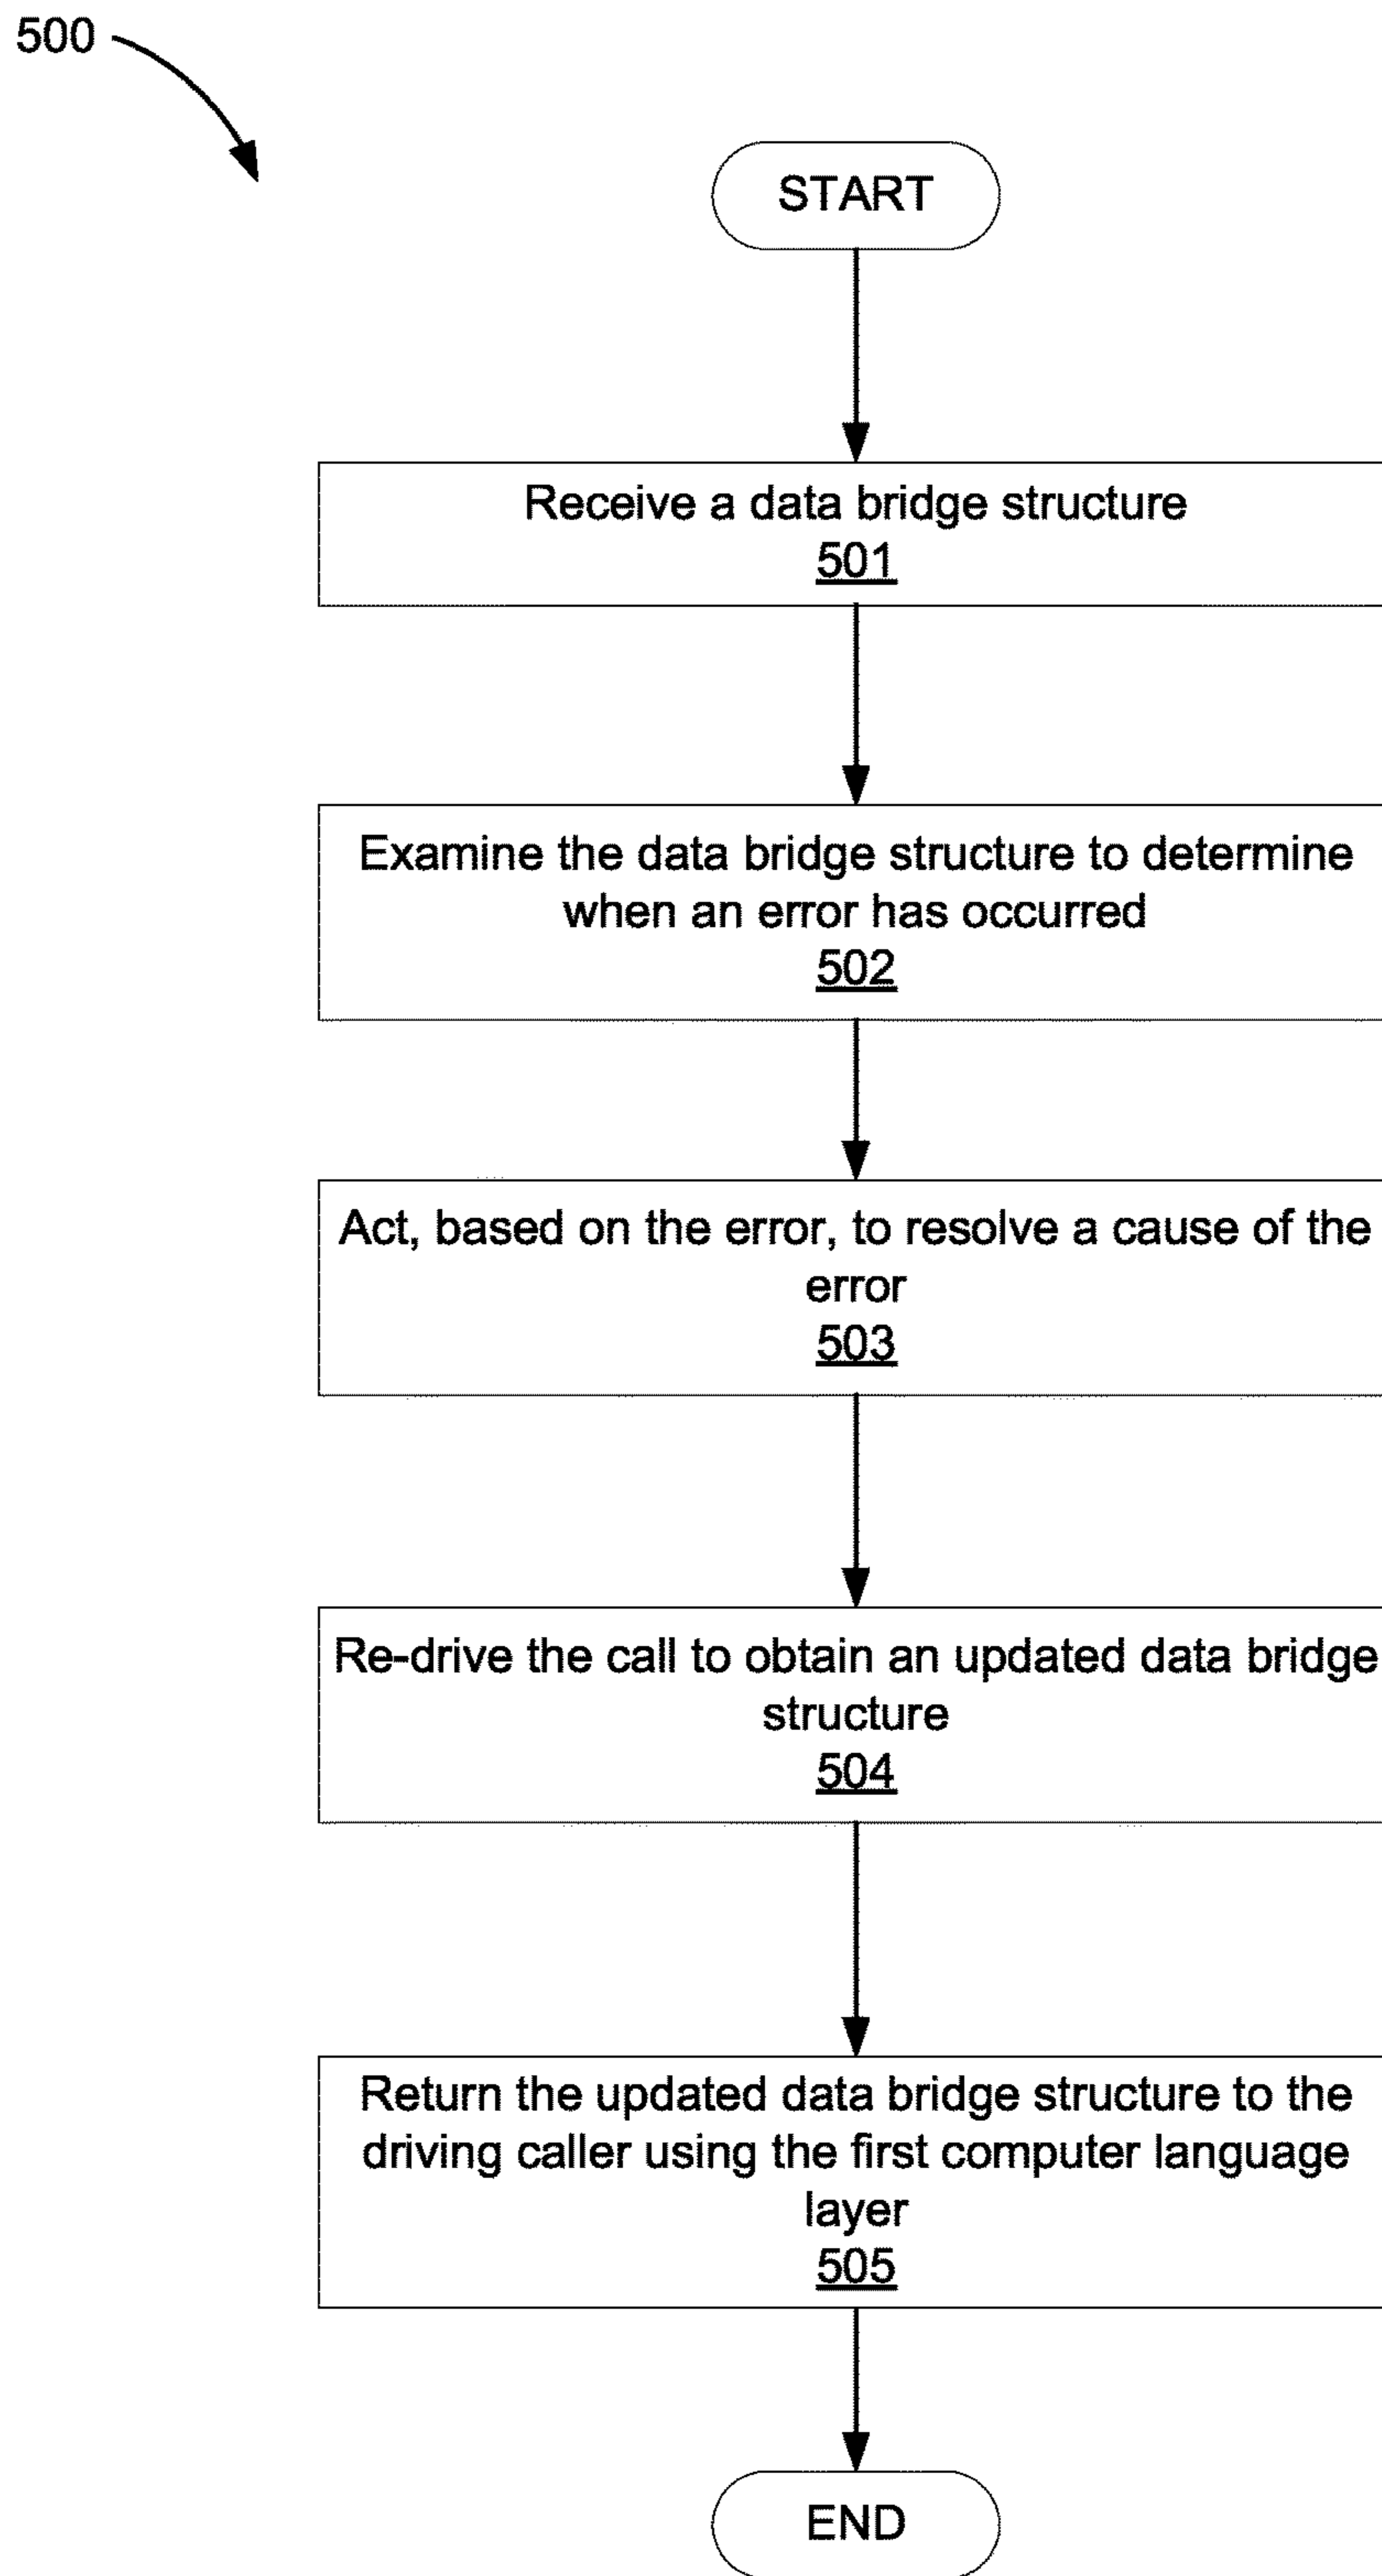 500
START
Receive a data bridge structure
501
Examine the data bridge structure to determine
when an error has occurred
502
Act, based on the error, to resolve a cause of the
error
503
Re-drive the call to obtain an updated data bridge
structure
504
Return the updated data bridge structure to the
driving caller using the first computer language
layer
505
END